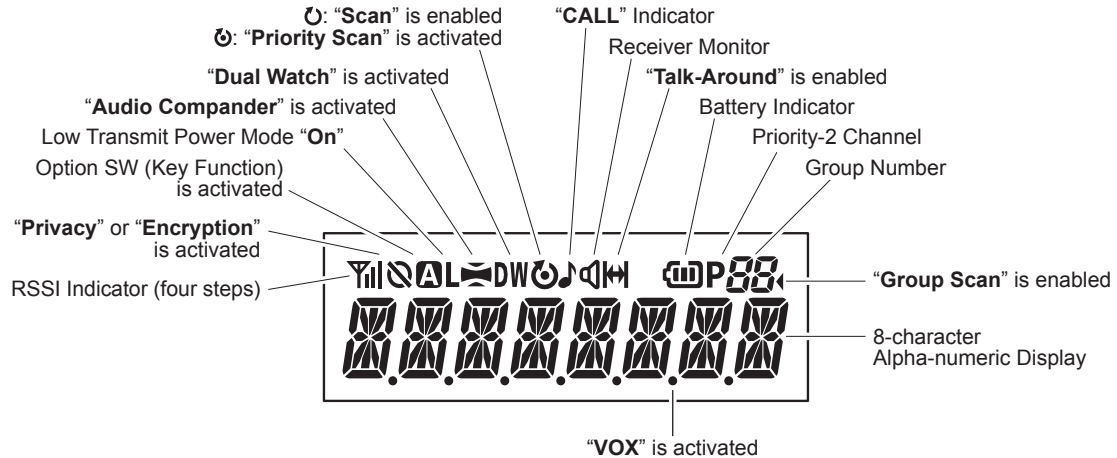 : “Scan” is enabled
: “Priority Scan” is activated
“Dual Watch” is activated
“Audio Compander” is activated
Low Transmit Power Mode “On”
Option SW (Key Function)
is activated
“Privacy” or “Encryption”
is activated
RSSI Indicator (four steps)
“CALL” Indicator
Receiver Monitor
“Talk-Around” is enabled
Battery Indicator
Priority-2 Channel
Group Number
A L DW P 88
“Group Scan” is enabled
8-character
Alpha-numeric Display
“VOX” is activated